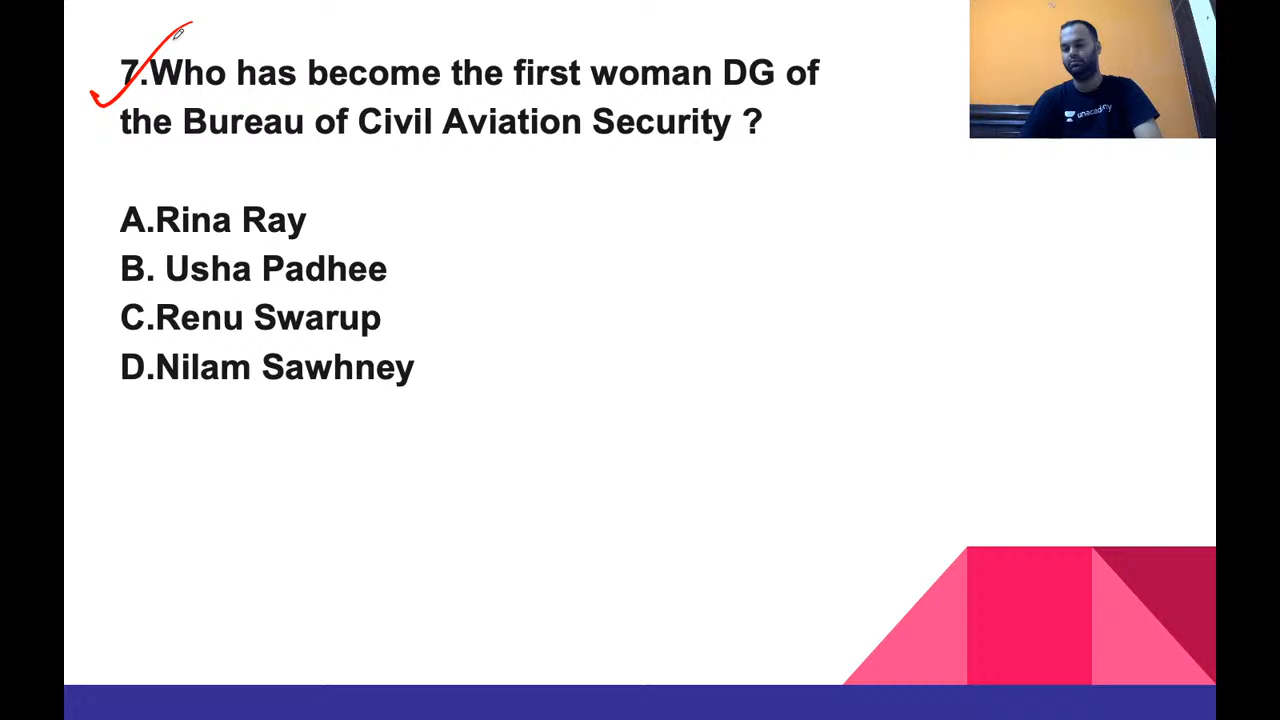 7.Who has become the first woman DG of
the Bureau of Civil Aviation Security ?
A.Rina Ray
B. Usha Padhee
C.Renu Swarup
D.Nilam Sawhney
unacademy